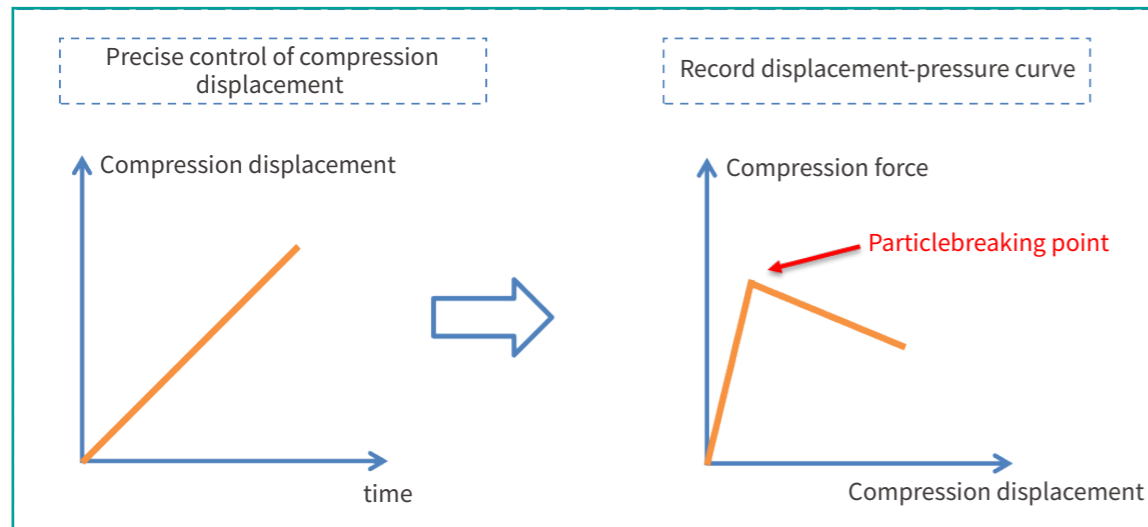 Precise control of compression
displacement
Record displacement-pressure curve
Compression displacement
time
Compression force
Particlebreaking point
Compression displacement